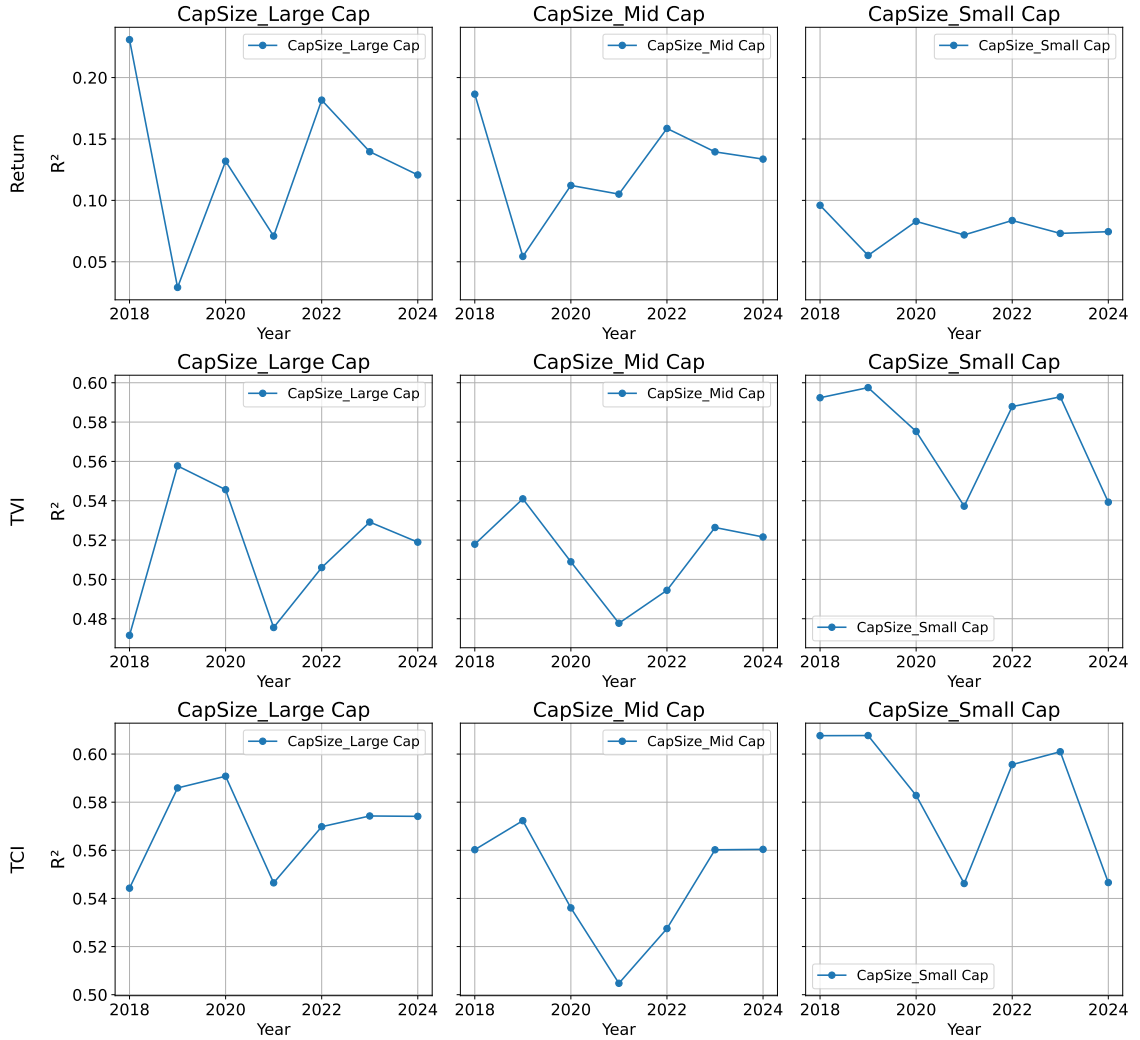 CapSize_Large Cap
CapSize_Mid Cap
CapSize_Small Cap
CapSize_Large Cap
CapSize_Mid Cap
CapSize_Small Cap
Return
R²
0.20
0.15
0.10
0.05
2018 2020 2022 2024
2018 2020 2022 2024
2018 2020 2022 2024
Year
Year
Year
CapSize_Large Cap
CapSize_Mid Cap
CapSize_Small Cap
CapSize_Large Cap
CapSize_Mid Cap
CapSize_Small Cap
TVI
R²
0.60
0.58
0.56
0.54
0.52
0.50
0.48
2018 2020 2022 2024
2018 2020 2022 2024
2018 2020 2022 2024
Year
Year
Year
CapSize_Large Cap
CapSize_Mid Cap
CapSize_Small Cap
CapSize_Large Cap
CapSize_Mid Cap
CapSize_Small Cap
TCI
R²
0.60
0.58
0.56
0.54
0.52
0.50
2018 2020 2022 2024
2018 2020 2022 2024
2018 2020 2022 2024
Year
Year
Year